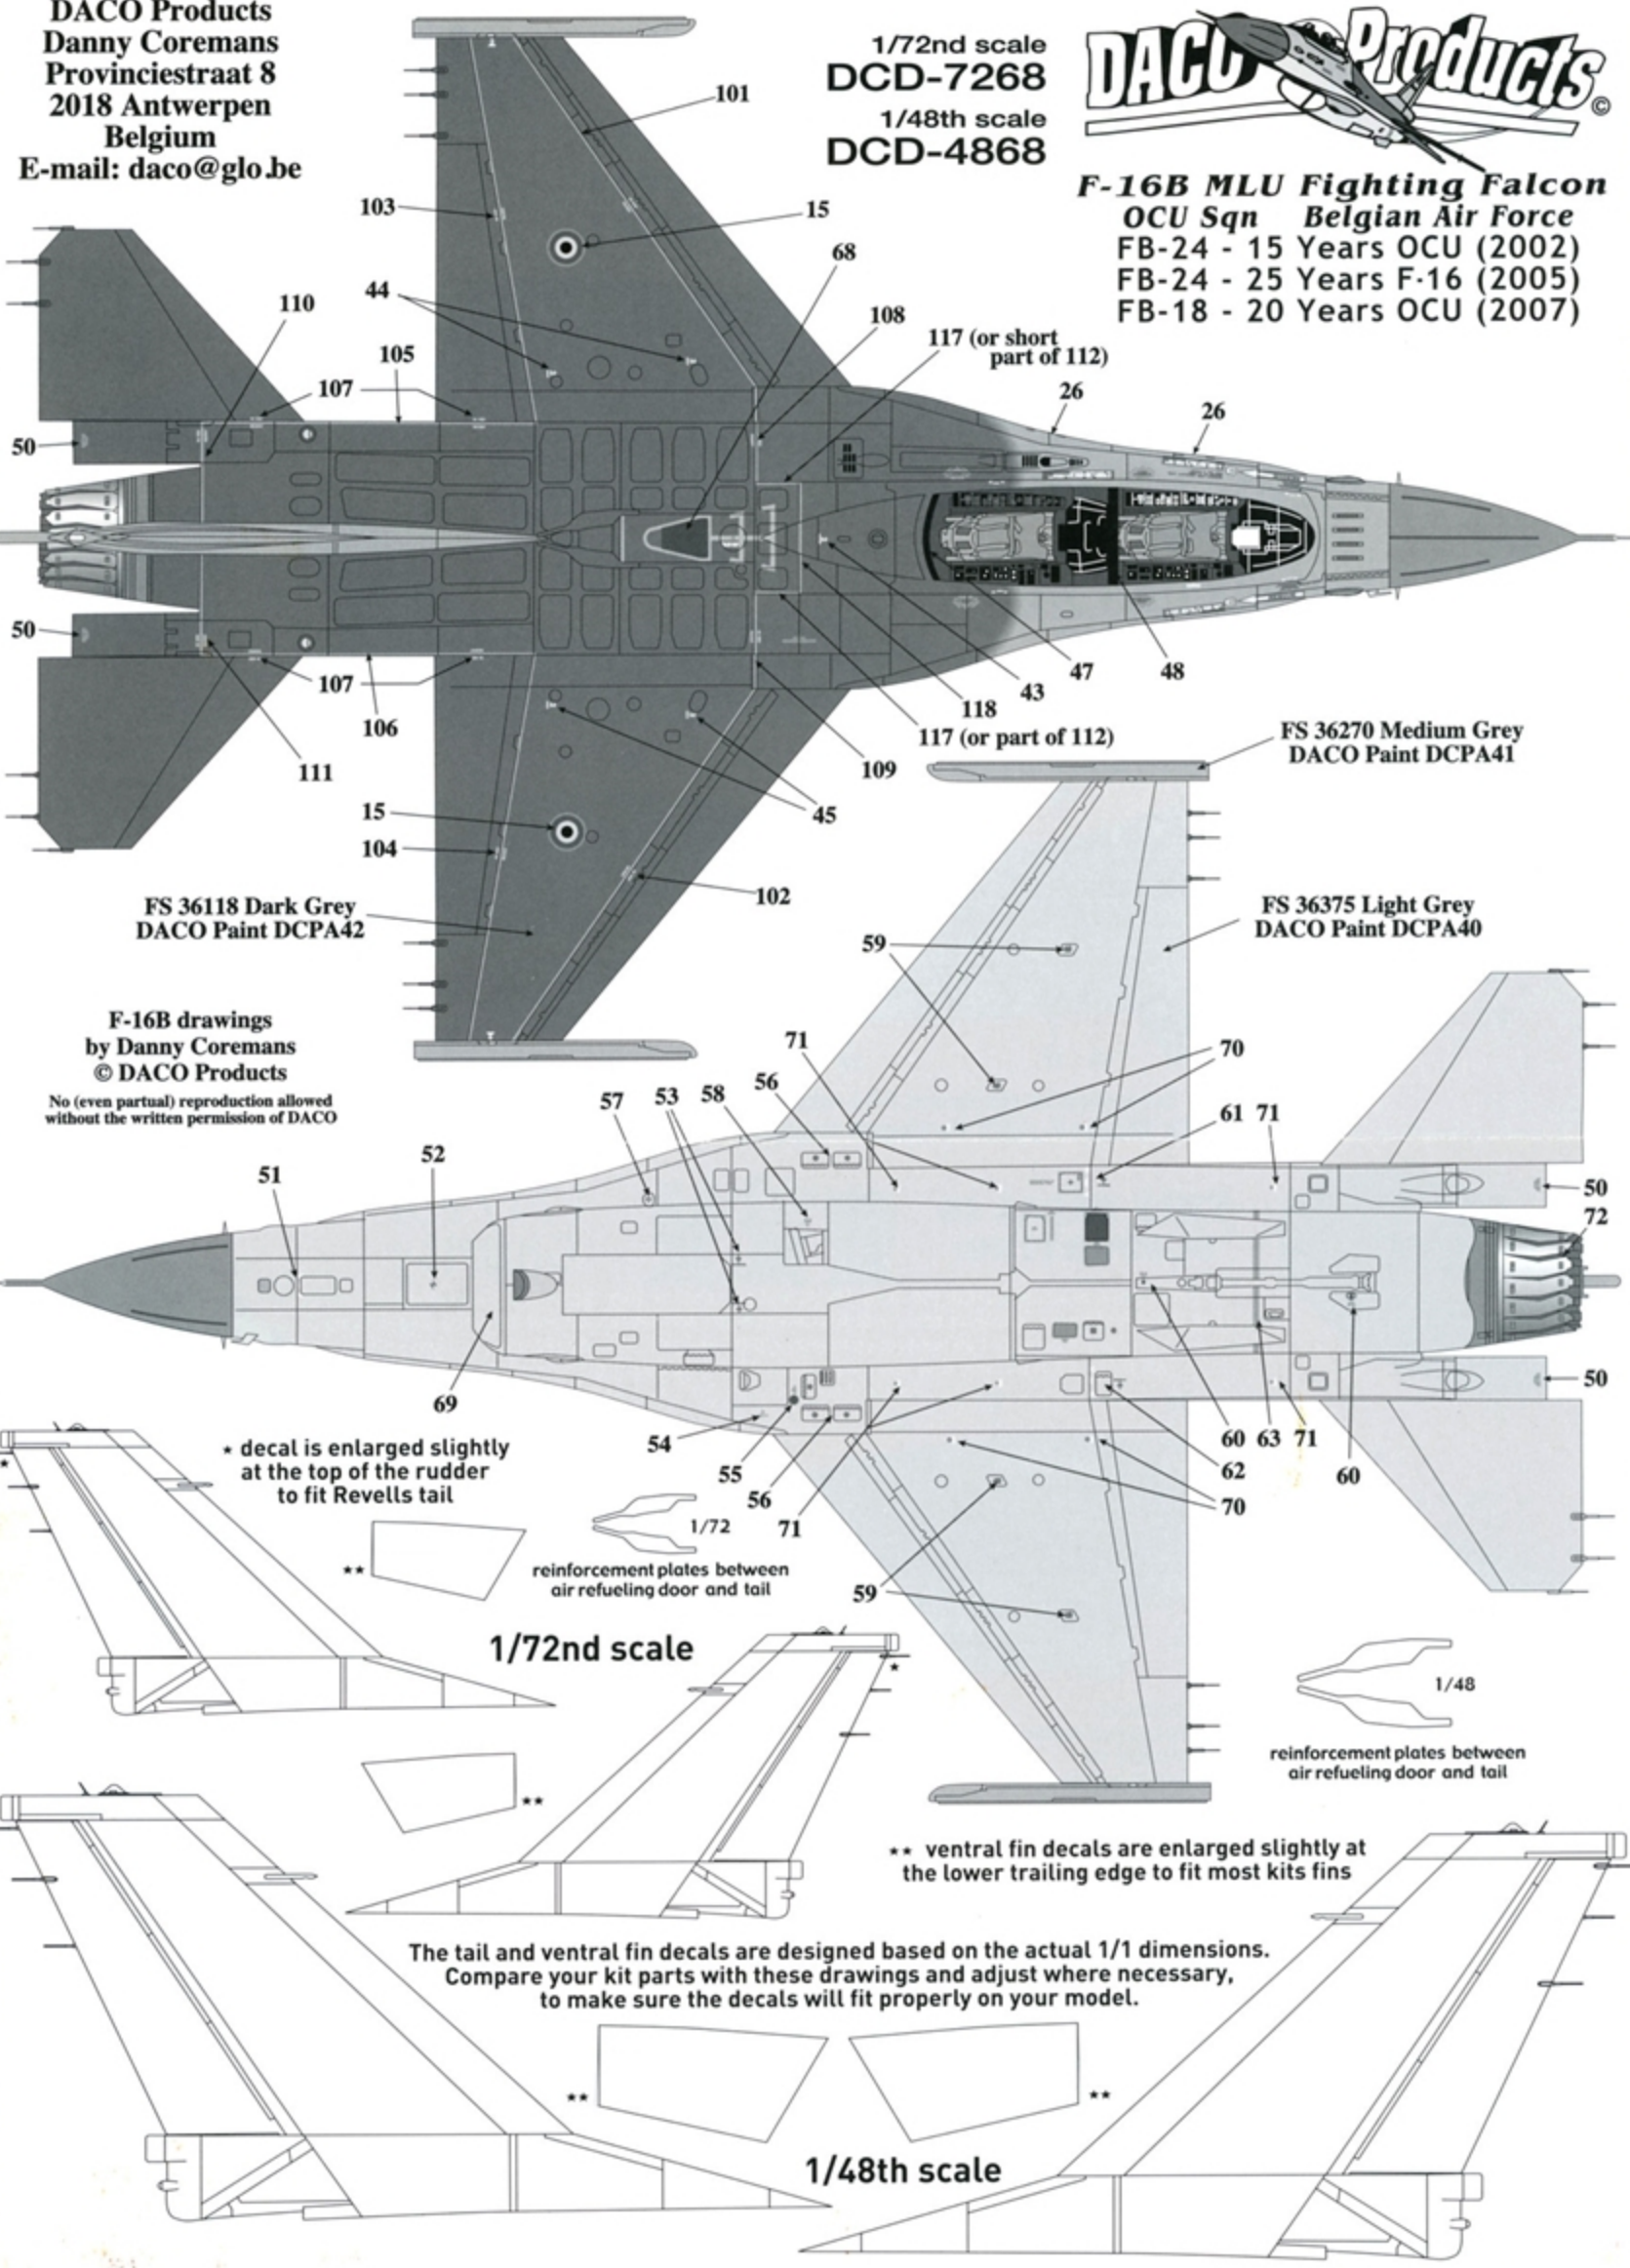 DACO Products
Danny Coremans
Provinciestraat 8
2018 Antwerpen
Belgium
E-mail: daco@glo.be
1/72nd scale
DCD-7268
1/48th scale
DCD-4868
DACO Products ©
F-16B MLU Fighting Falcon
OCU Sqn Belgian Air Force
FB-24 - 15 Years OCU (2002)
FB-24 - 25 Years F-16 (2005)
FB-18 - 20 Years OCU (2007)
101
103
15
68
44
110
108
105
117 (or short
part of 112)
107
26
26
50
50
107
47
48
43
118
106
117 (or part of 112)
111
109
FS 36270 Medium Grey
DACO Paint DCPA41
15
45
104
102
FS 36118 Dark Grey
DACO Paint DCPA42
FS 36375 Light Grey
DACO Paint DCPA40
59
F-16B drawings
by Danny Coremans
© DACO Products
No (even partual) reproduction allowed
without the written permission of DACO
71
70
56
57
53
58
61
71
52
51
50
72
69
50
54
60
63
71
55
62
60
56
70
71
59
★
★ decal is enlarged slightly
at the top of the rudder
to fit Revells tail
1/72
★★
reinforcement plates between
air refueling door and tail
1/72nd scale
★
1/48
reinforcement plates between
air refueling door and tail
★★
★★ ventral fin decals are enlarged slightly at
the lower trailing edge to fit most kits fins
The tail and ventral fin decals are designed based on the actual 1/1 dimensions.
Compare your kit parts with these drawings and adjust where necessary,
to make sure the decals will fit properly on your model.
★★
★★
1/48th scale